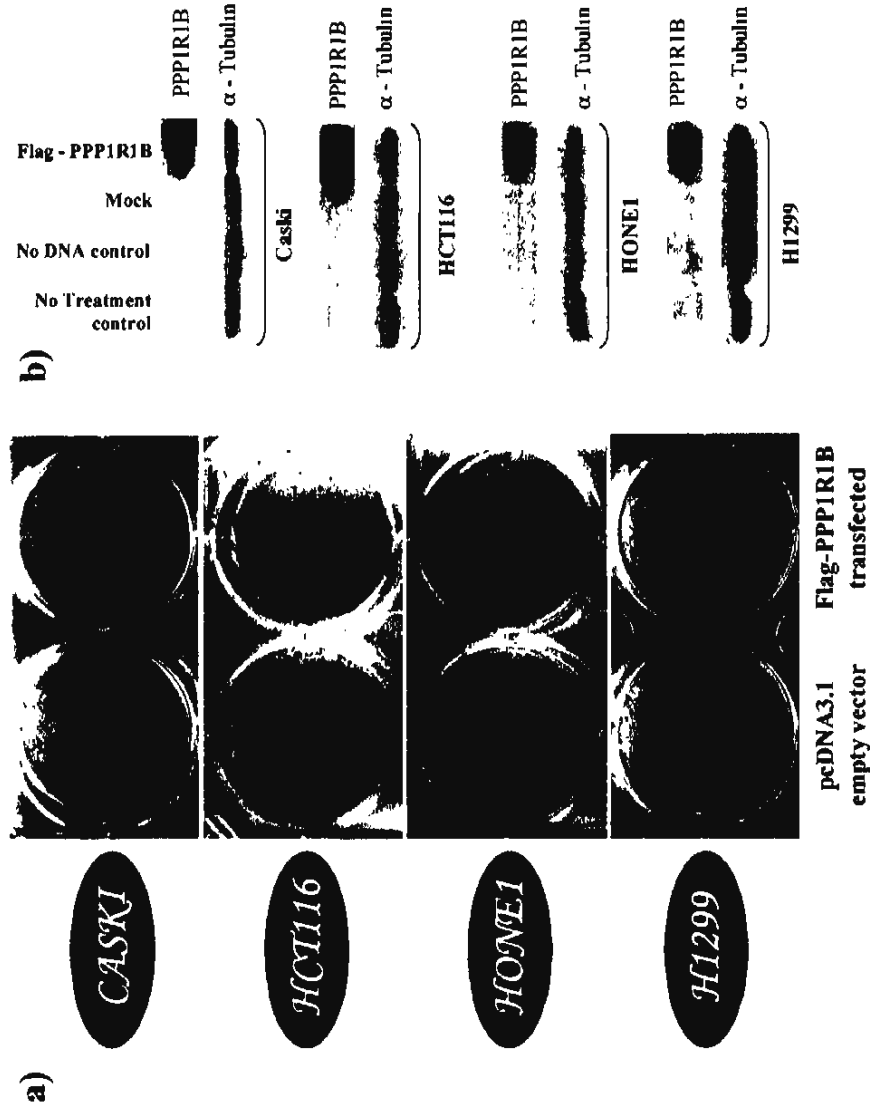 a)
CASKI
HCT116
HONE1
H1299
pcDNA3.1
empty vector
Flag-PPP1R1B
transfected
b)
No Treatment
control
No DNA control
Mock
Flag - PPP1R1B
PPP1R1B
α - Tubulin
Caski
PPP1R1B
α - Tubulin
HCT116
PPP1R1B
α - Tubulin
HONE1
PPP1R1B
α - Tubulin
H1299